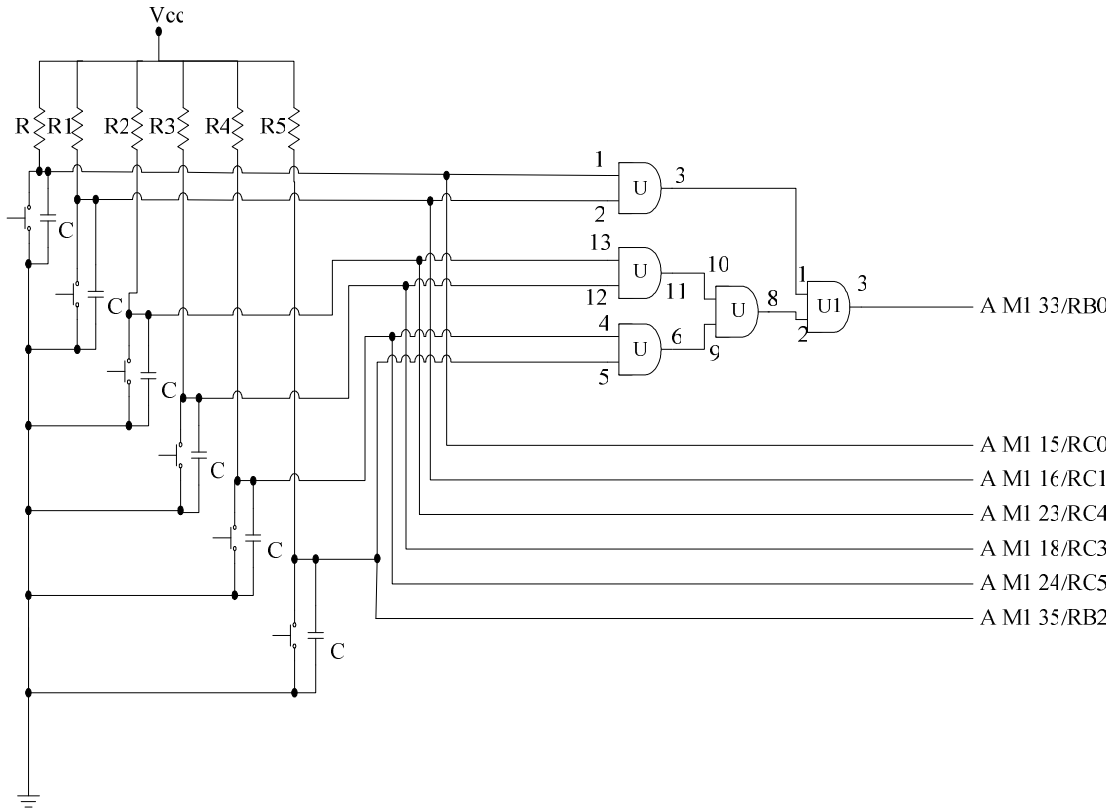 Vcc
R R1 R2 R3 R4 R5
1
U
3
2
C
13
U
10
12
11
1
3
U
8
U1
A M1 33/RB0
C
4
U
6
9
2
5
C
A M1 15/RC0
C
A M1 16/RC1
A M1 23/RC4
C
A M1 18/RC3
A M1 24/RC5
A M1 35/RB2
C